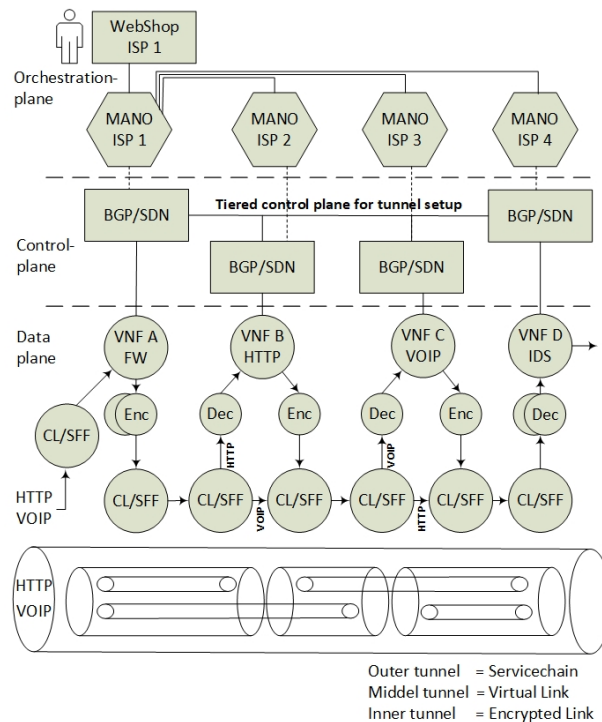 WebShop
ISP 1
Orchestration-
plane
MANO
ISP 1
MANO
ISP 2
MANO
ISP 3
MANO
ISP 4
BGP/SDN
Tiered control plane for tunnel setup
BGP/SDN
Control-
plane
BGP/SDN
BGP/SDN
Data
plane
VNF A
FW
VNF B
HTTP
VNF C
VOIP
VNF D
IDS
CL/SFF
Enc
Dec
Enc
Dec
Enc
Dec
HTTP
VOIP
HTTP
VOIP
CL/SFF
CL/SFF
VOIP
CL/SFF
CL/SFF
HTTP
CL/SFF
CL/SFF
HTTP
VOIP
Outer tunnel = Servicechain
Middel tunnel = Virtual Link
Inner tunnel = Encrypted Link